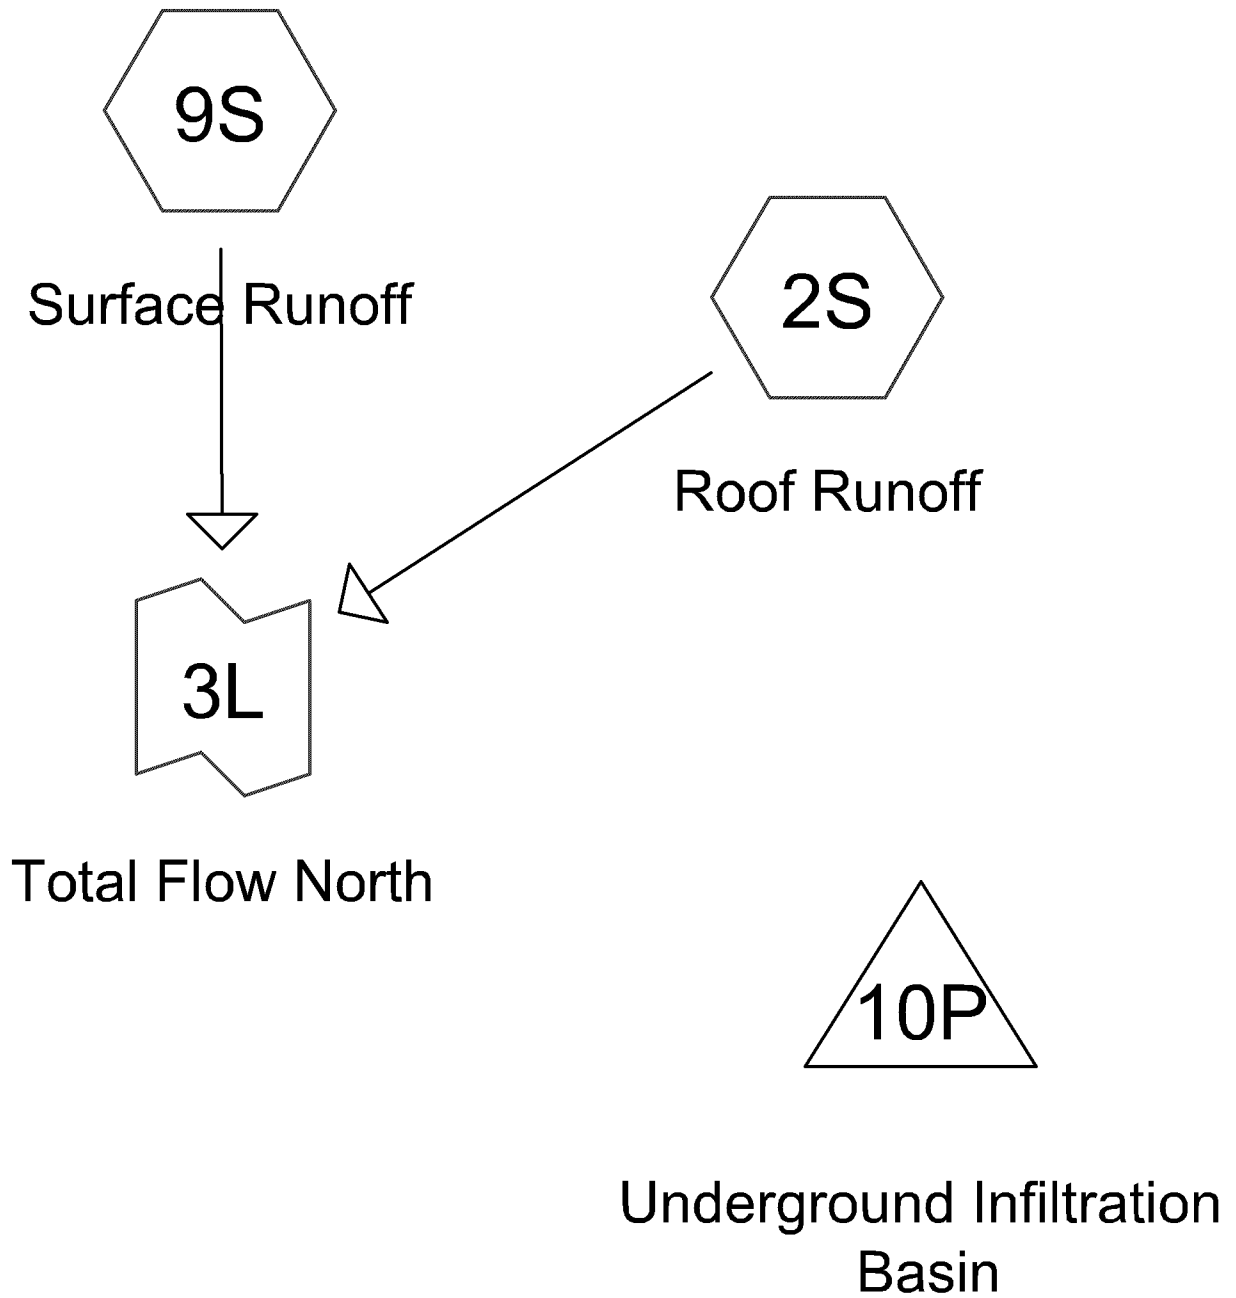 9S
Surface Runoff
2S
Roof Runoff
3L
Total Flow North
10P
Underground Infiltration
Basin